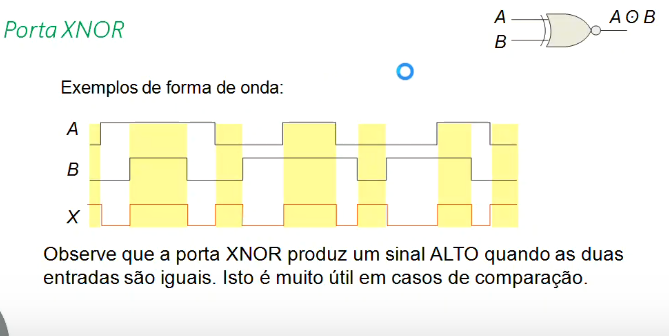 Porta XNOR
A
B
A ⊙ B
Exemplos de forma de onda:
A
B
X
Observe que a porta XNOR produz um sinal ALTO quando as duas
entradas são iguais. Isto é muito útil em casos de comparação.